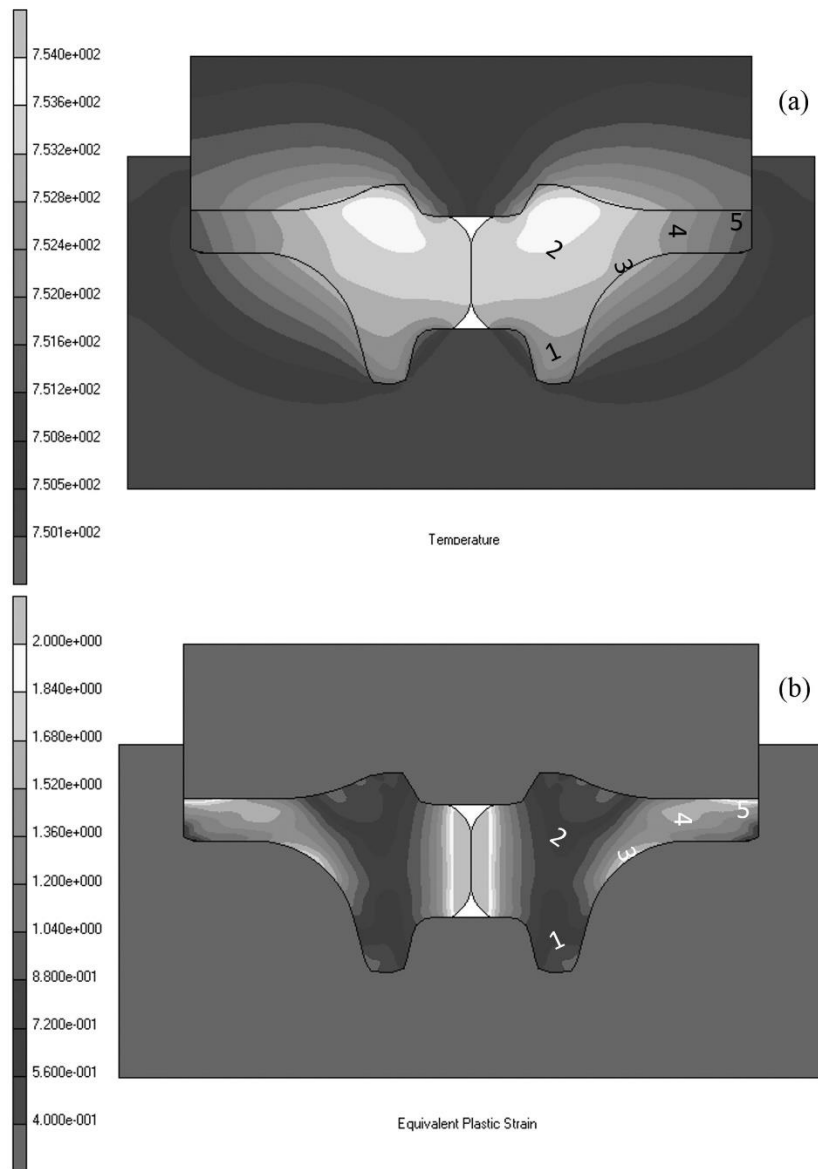 7.540e+002
7.536e+002
7.532e+002
7.528e+002
7.524e+002
7.520e+002
7.516e+002
7.512e+002
7.508e+002
7.505e+002
7.501e+002
(a)
5
4
2
3
1
Temperature
2.000e+000
1.840e+000
1.680e+000
1.520e+000
1.360e+000
1.200e+000
1.040e+000
8.800e-001
7.200e-001
5.600e-001
4.000e-001
(b)
5
4
2
3
1
Equivalent Plastic Strain